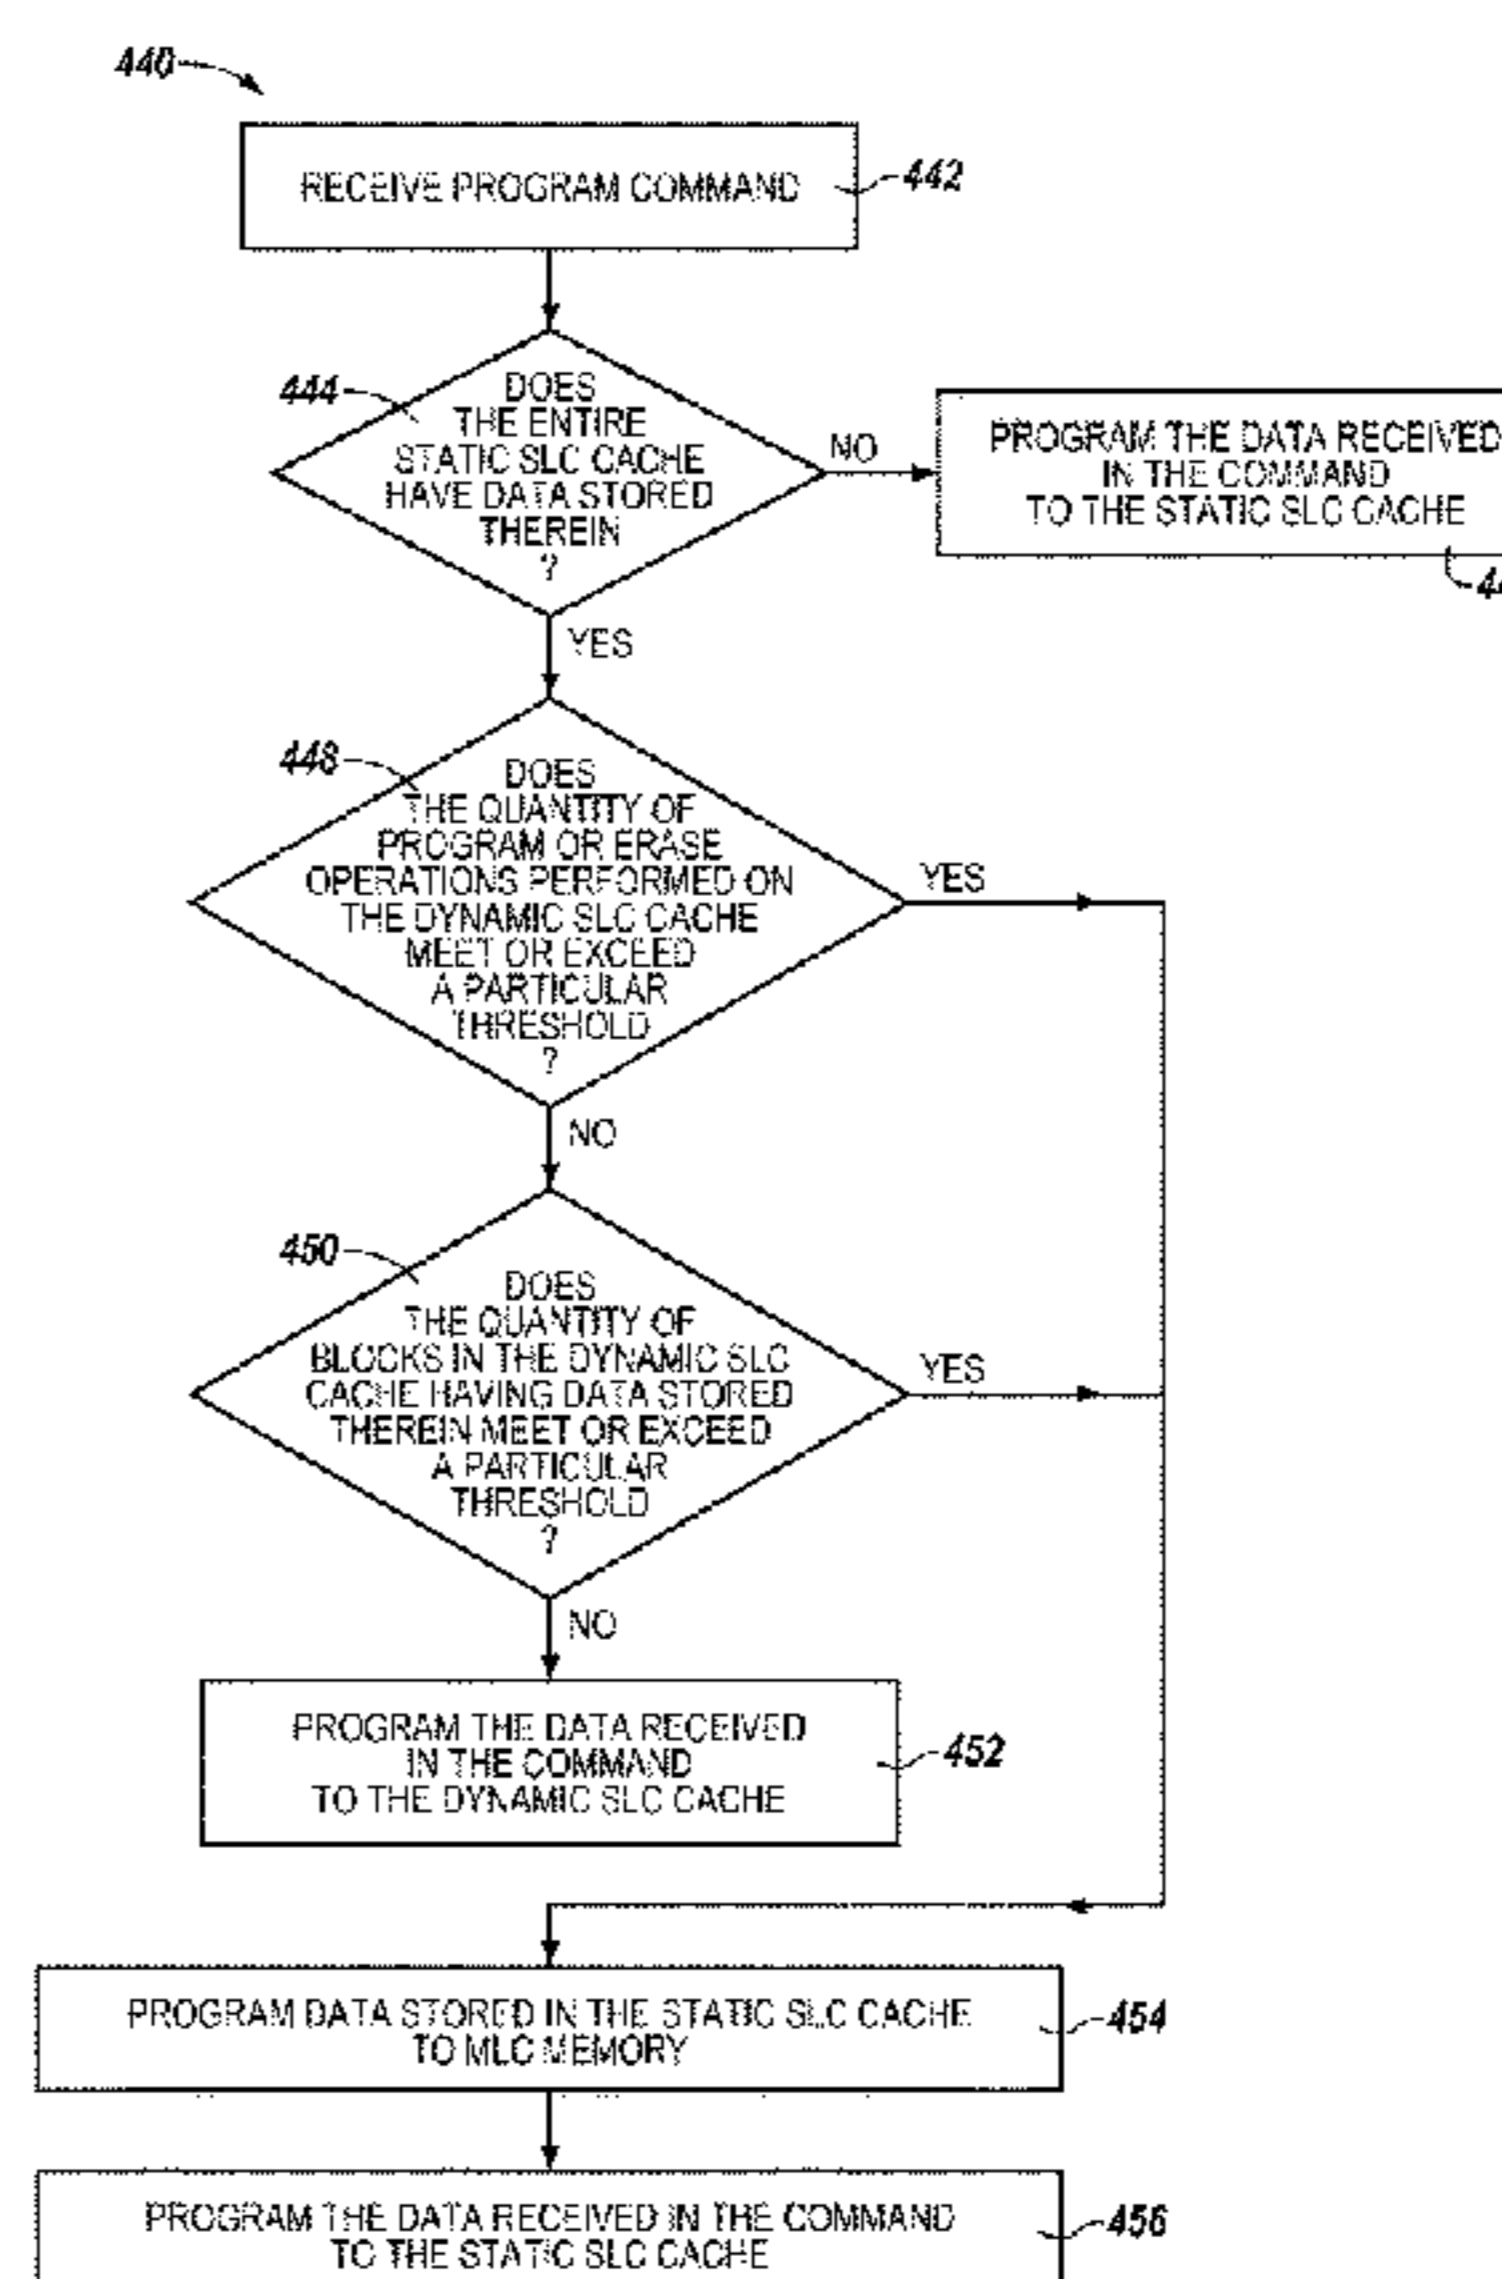 440
RECEIVE PROGRAM COMMAND
442
444
DOES
THE ENTIRE
STATIC SLC CACHE
HAVE DATA STORED
THEREIN
?
NO
PROGRAM THE DATA RECEIVED
IN THE COMMAND
TO THE STATIC SLC CACHE
YES
448
DOES
THE QUANTITY OF
PROGRAM OR ERASE
OPERATIONS PERFORMED ON
THE DYNAMIC SLC CACHE
MEET OR EXCEED
A PARTICULAR
THRESHOLD
?
YES
NO
450
DOES
THE QUANTITY OF
BLOCKS IN THE DYNAMIC SLC
CACHE HAVING DATA STORED
THEREIN MEET OR EXCEED
A PARTICULAR
THRESHOLD
?
YES
NO
PROGRAM THE DATA RECEIVED
IN THE COMMAND
TO THE DYNAMIC SLC CACHE
452
PROGRAM DATA STORED IN THE STATIC SLC CACHE
TO MLC MEMORY
454
PROGRAM THE DATA RECEIVED IN THE COMMAND
TO THE STATIC SLC CACHE
456